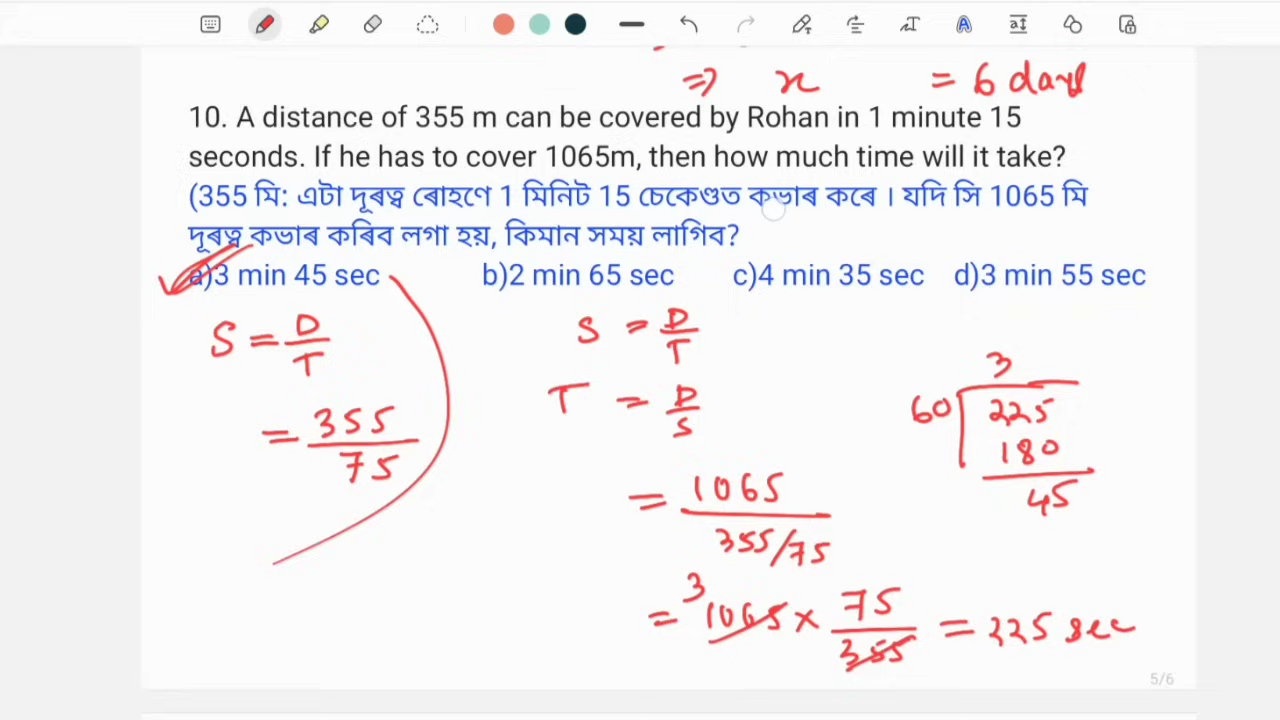 ⇒ x = 6 days
10. A distance of 355 m can be covered by Rohan in 1 minute 15
seconds. If he has to cover 1065m, then how much time will it take?
(355 মি: এটা দূৰত্ব ৰোহণে 1 মিনিট 15 চেকেণ্ডত কভাৰ কৰে । যদি সি 1065 মি
দূৰত্ব কভাৰ কৰিব লগা হয়, কিমান সময় লাগিব?
a)3 min 45 sec b)2 min 65 sec c)4 min 35 sec d)3 min 55 sec
S = D/T
= 355/75
S = D/T
T = D/S
= 1065
355/75
= 3 1065 × 75/355 = 225 sec
3
60 225
180
45
5/6